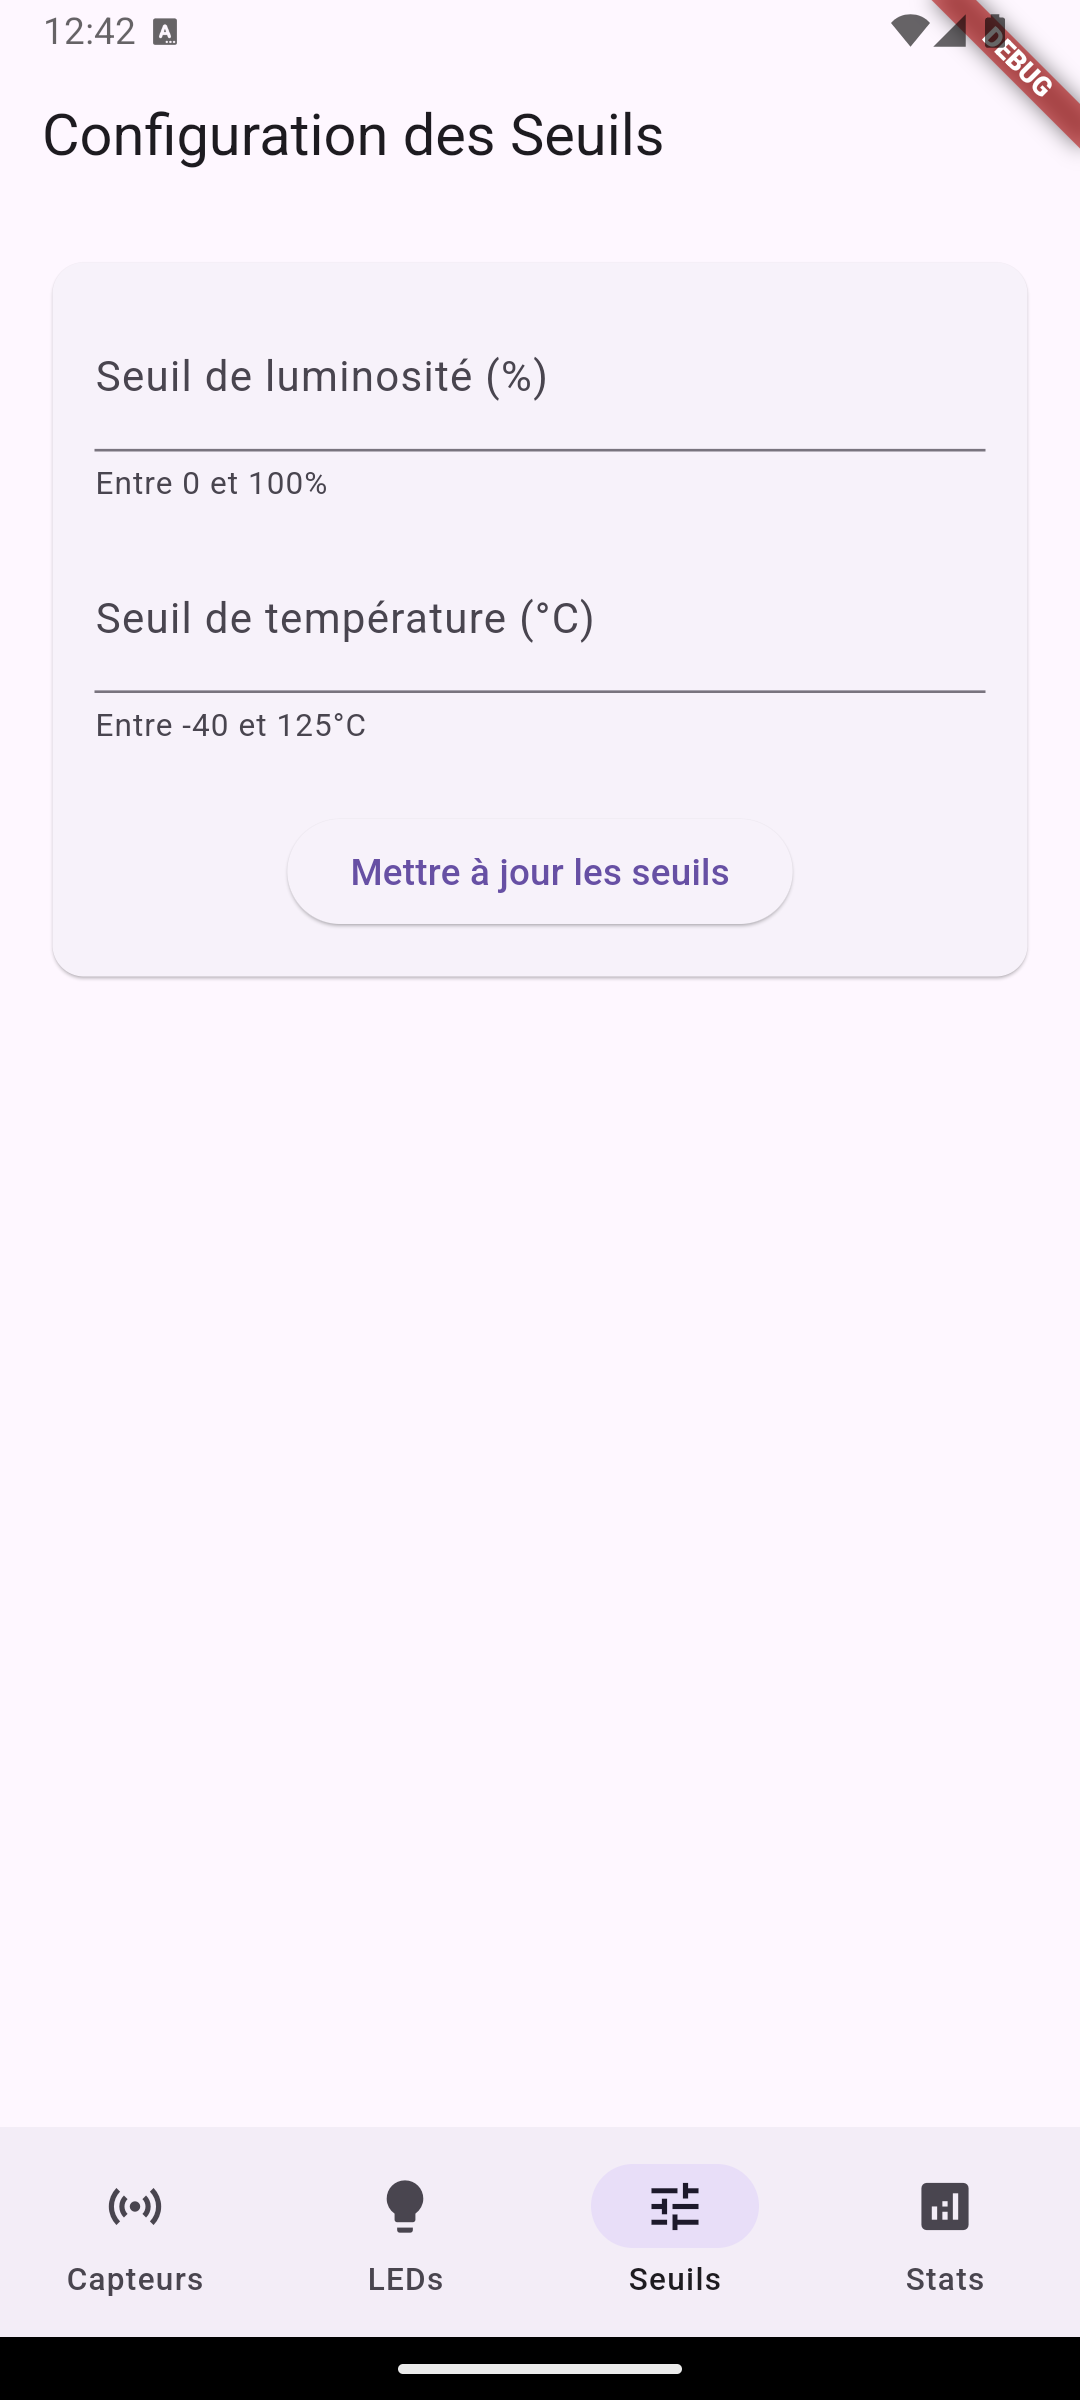 12:42
DEBUG
Configuration des Seuils
Seuil de luminosité (%)
Entre 0 et 100%
Seuil de température (°C)
Entre -40 et 125°C
Mettre à jour les seuils
Capteurs
LEDs
Seuils
Stats